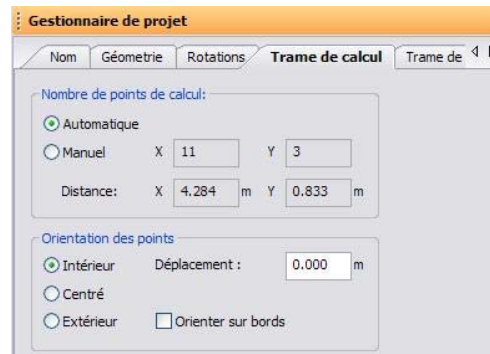 Gestionnaire de projet
Nom Géometrie Rotations Trame de calcul Trame de
Nombre de points de calcul:
Automatique
Manuel X 11 Y 3
Distance: X 4.284 m Y 0.833 m
Orientation des points
Intérieur Déplacement : 0.000 m
Centré
Extérieur Orienter sur bords